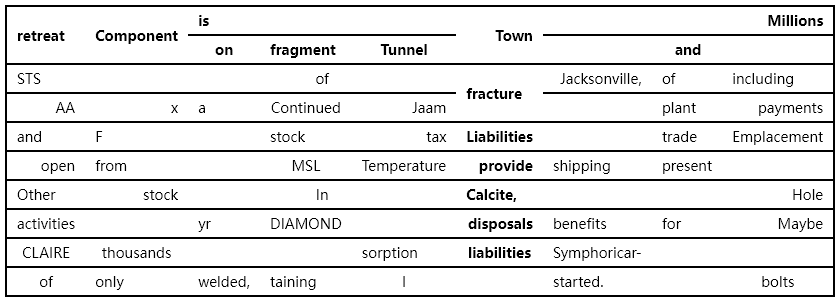 retreat Component is Town Millions
on fragment Tunnel and
STS of fracture Jacksonville, of including
AA x a Continued Jaam plant payments
and F stock tax Liabilities trade Emplacement
open from MSL Temperature provide shipping present
Other stock In Calcite, Hole
activities yr DIAMOND disposals benefits for Maybe
CLAIRE thousands sorption liabilities Symphoricar-
of only welded, taining I started. bolts